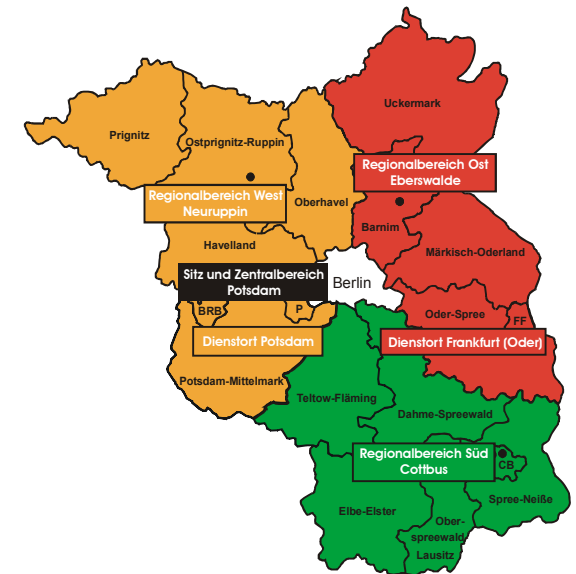 Uckermark
Prignitz
Ostprignitz-Ruppin
Regionalbereich Ost
Eberswalde
Regionalbereich West
Neuruppin
Oberhavel
Barnim
Havelland
Märkisch-Oderland
Sitz und Zentralbereich
Potsdam
Berlin
BRB
P
Oder-Spree
FF
Dienstort Potsdam
Dienstort Frankfurt (Oder)
Potsdam-Mittelmark
Teltow-Fläming
Dahme-Spreewald
Regionalbereich Süd
Cottbus
CB
Spree-Neiße
Elbe-Elster
Ober-
spreewald
Lausitz